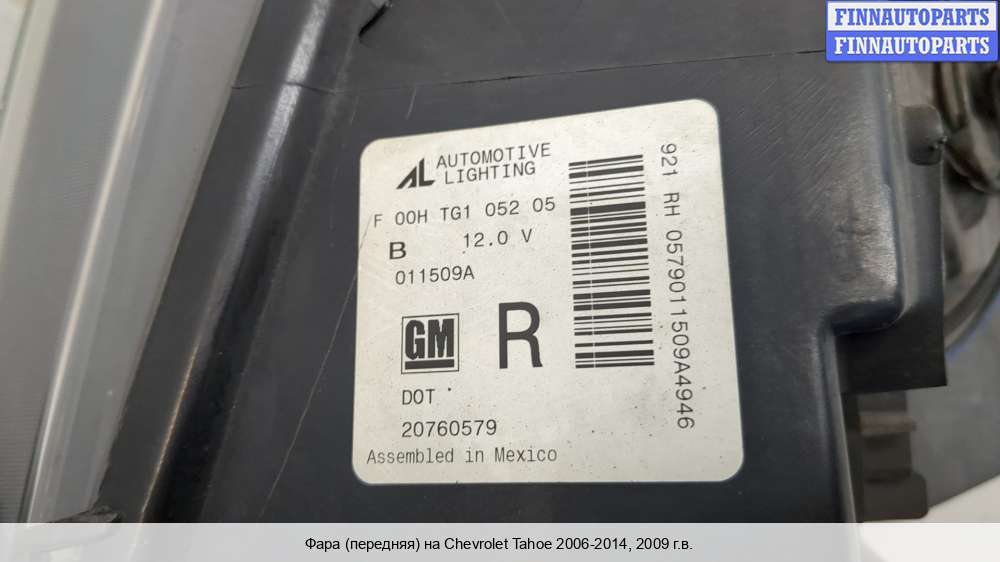 FINNAUTOPARTS
FINNAUTOPARTS
AL AUTOMOTIVE
LIGHTING
F 00H TG1 052 05
B 12.0 V
011509A
GM R
DOT
20760579
Assembled in Mexico
921 RH 0579011509A4946
Фара (передняя) на Chevrolet Tahoe 2006-2014, 2009 г.в.